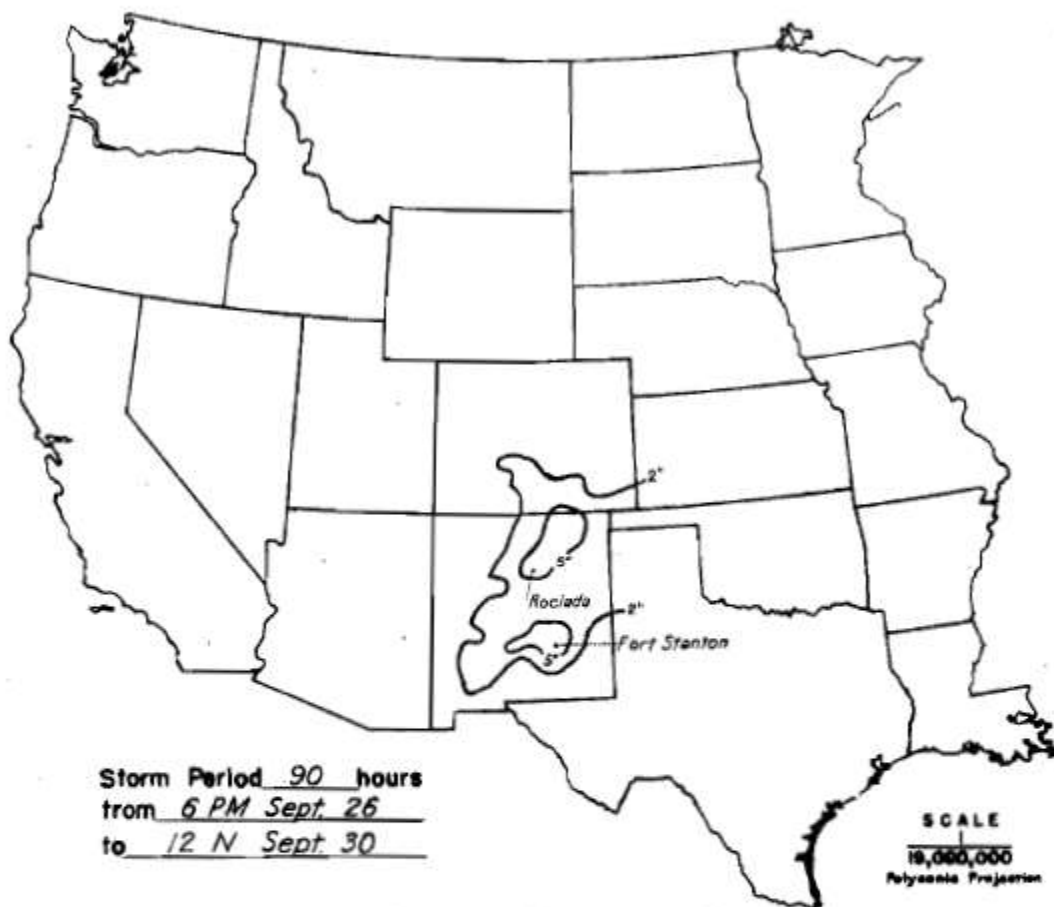 2"
5"
Rociada
2"
Fort Stanton
5"
Storm Period 90 hours
from 6 PM Sept. 26
to 12 N Sept. 30
SCALE
1
19,000,000
Polyconic Projection